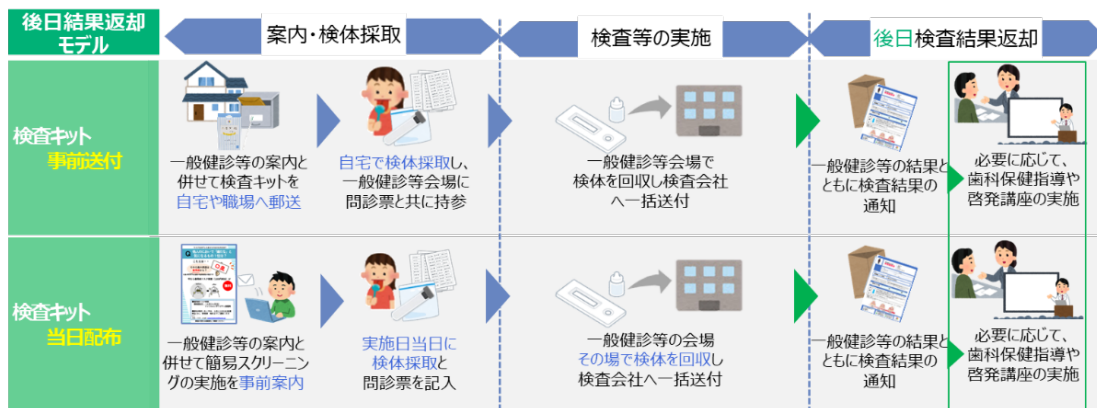 後日結果返却
モデル
案内・検体採取
検査等の実施
後日検査結果返却
検査キット
事前送付
一般健診等の案内と
併せて検査キットを
自宅や職場へ郵送
自宅で検体採取し、
一般健診等会場に
問診票と共に持参
一般健診等会場で
検体を回収し検査会社
へ一括送付
一般健診等の結果と
ともに検査結果の
通知
必要に応じて、
歯科保健指導や
啓発講座の実施
検査キット
当日配布
一般健診等の案内と
併せて簡易スクリーニン
グの実施を事前案内
実施日当日に
検体採取と
問診票を記入
一般健診等の会場
その場で検体を回収し
検査会社へ一括送付
一般健診等の結果と
ともに検査結果の
通知
必要に応じて、
歯科保健指導や
啓発講座の実施